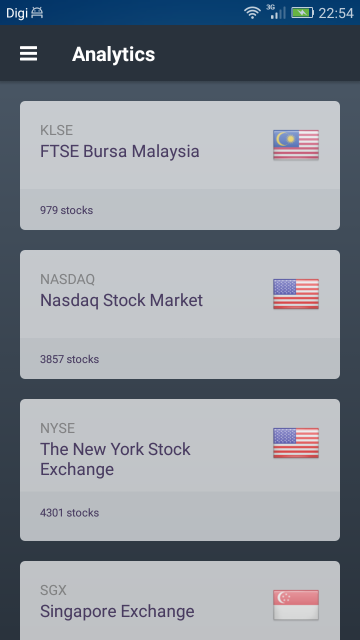 Digi 3G 22:54
Analytics
KLSE
FTSE Bursa Malaysia
979 stocks
NASDAQ
Nasdaq Stock Market
3857 stocks
NYSE
The New York Stock
Exchange
4301 stocks
SGX
Singapore Exchange